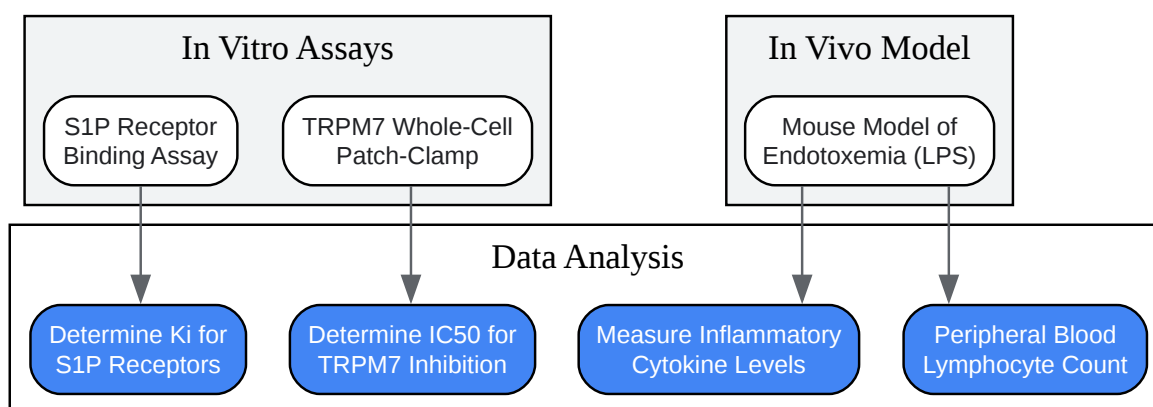 In Vitro Assays
S1P Receptor
Binding Assay
TRPM7 Whole-Cell
Patch-Clamp
In Vivo Model
Mouse Model of
Endotoxemia (LPS)
Data Analysis
Determine Ki for
S1P Receptors
Determine IC50 for
TRPM7 Inhibition
Measure Inflammatory
Cytokine Levels
Peripheral Blood
Lymphocyte Count